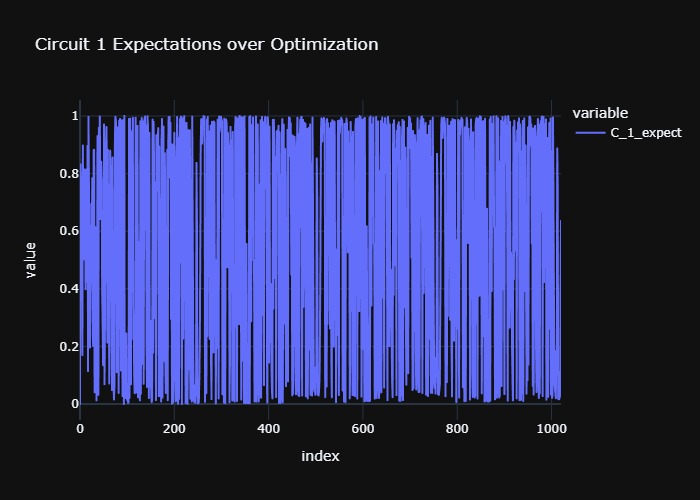 Circuit 1 Expectations over Optimization
variable
C_1_expect
value
1
0.8
0.6
0.4
0.2
0
0 200 400 600 800 1000
index